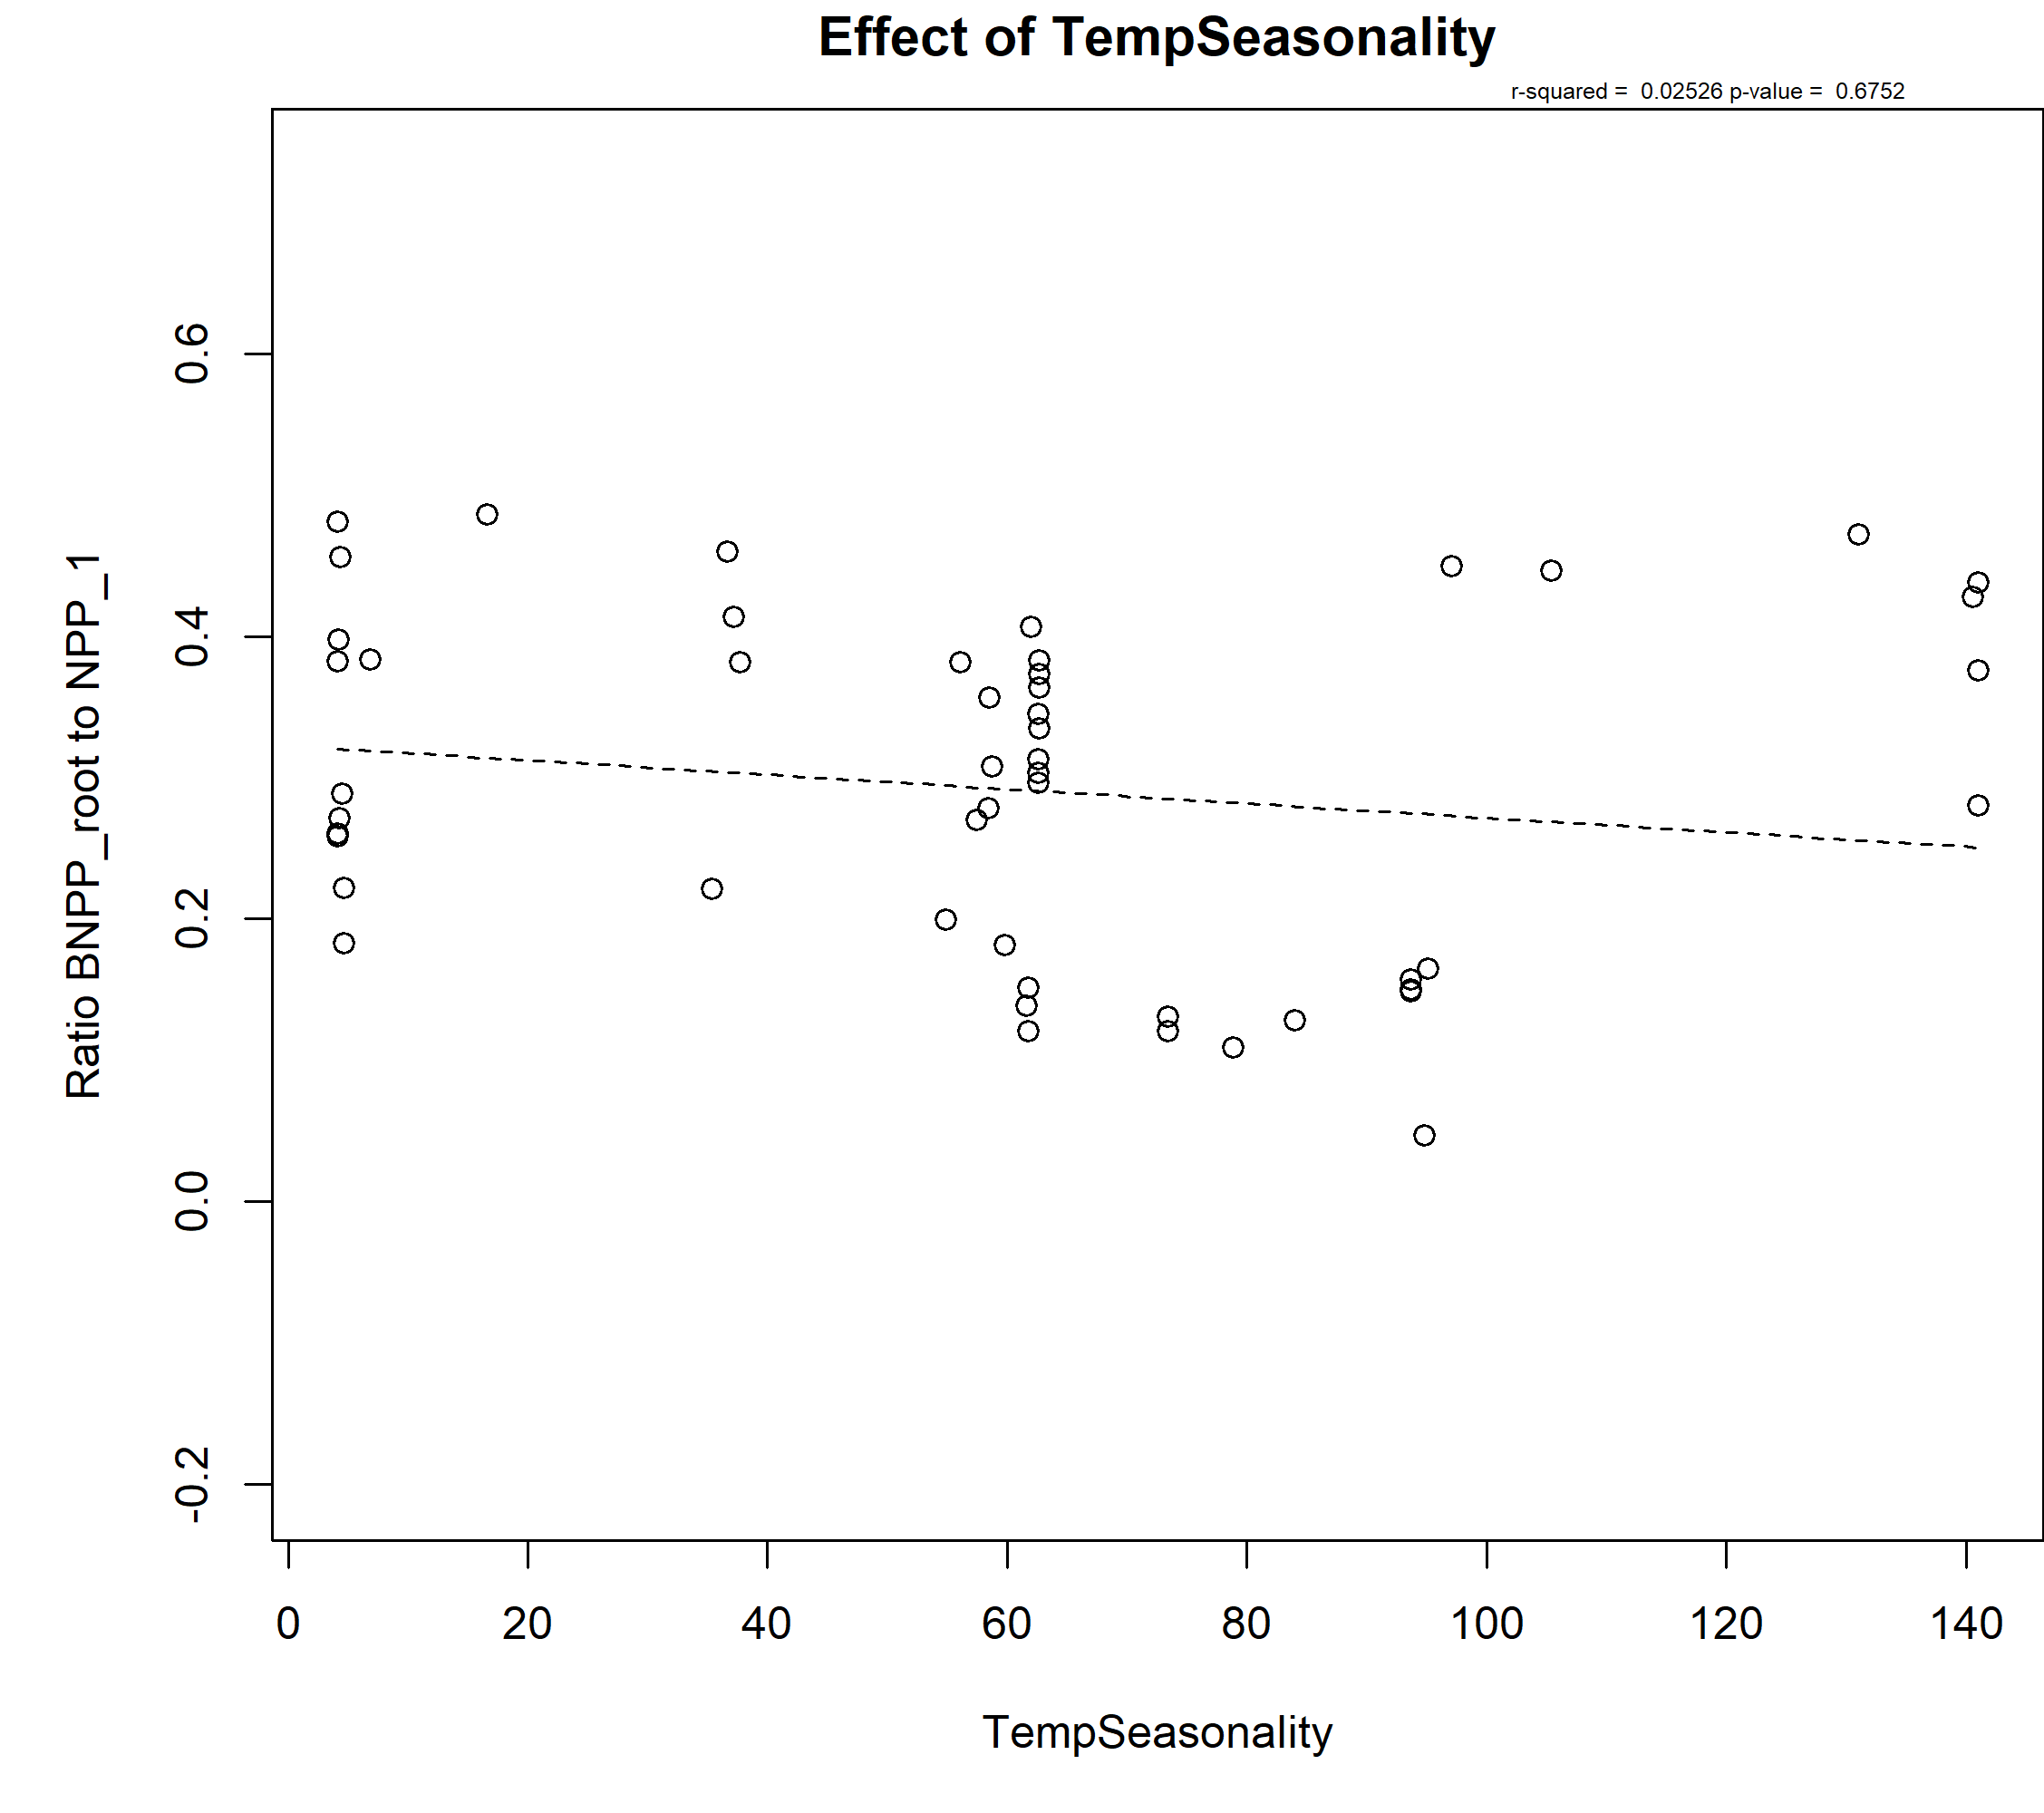 Effect of TempSeasonality
r-squared = 0.02526 p-value = 0.6752
Ratio BNPP_root to NPP_1
0.6
0.4
0.2
0.0
-0.2
0 20 40 60 80 100 120 140
TempSeasonality